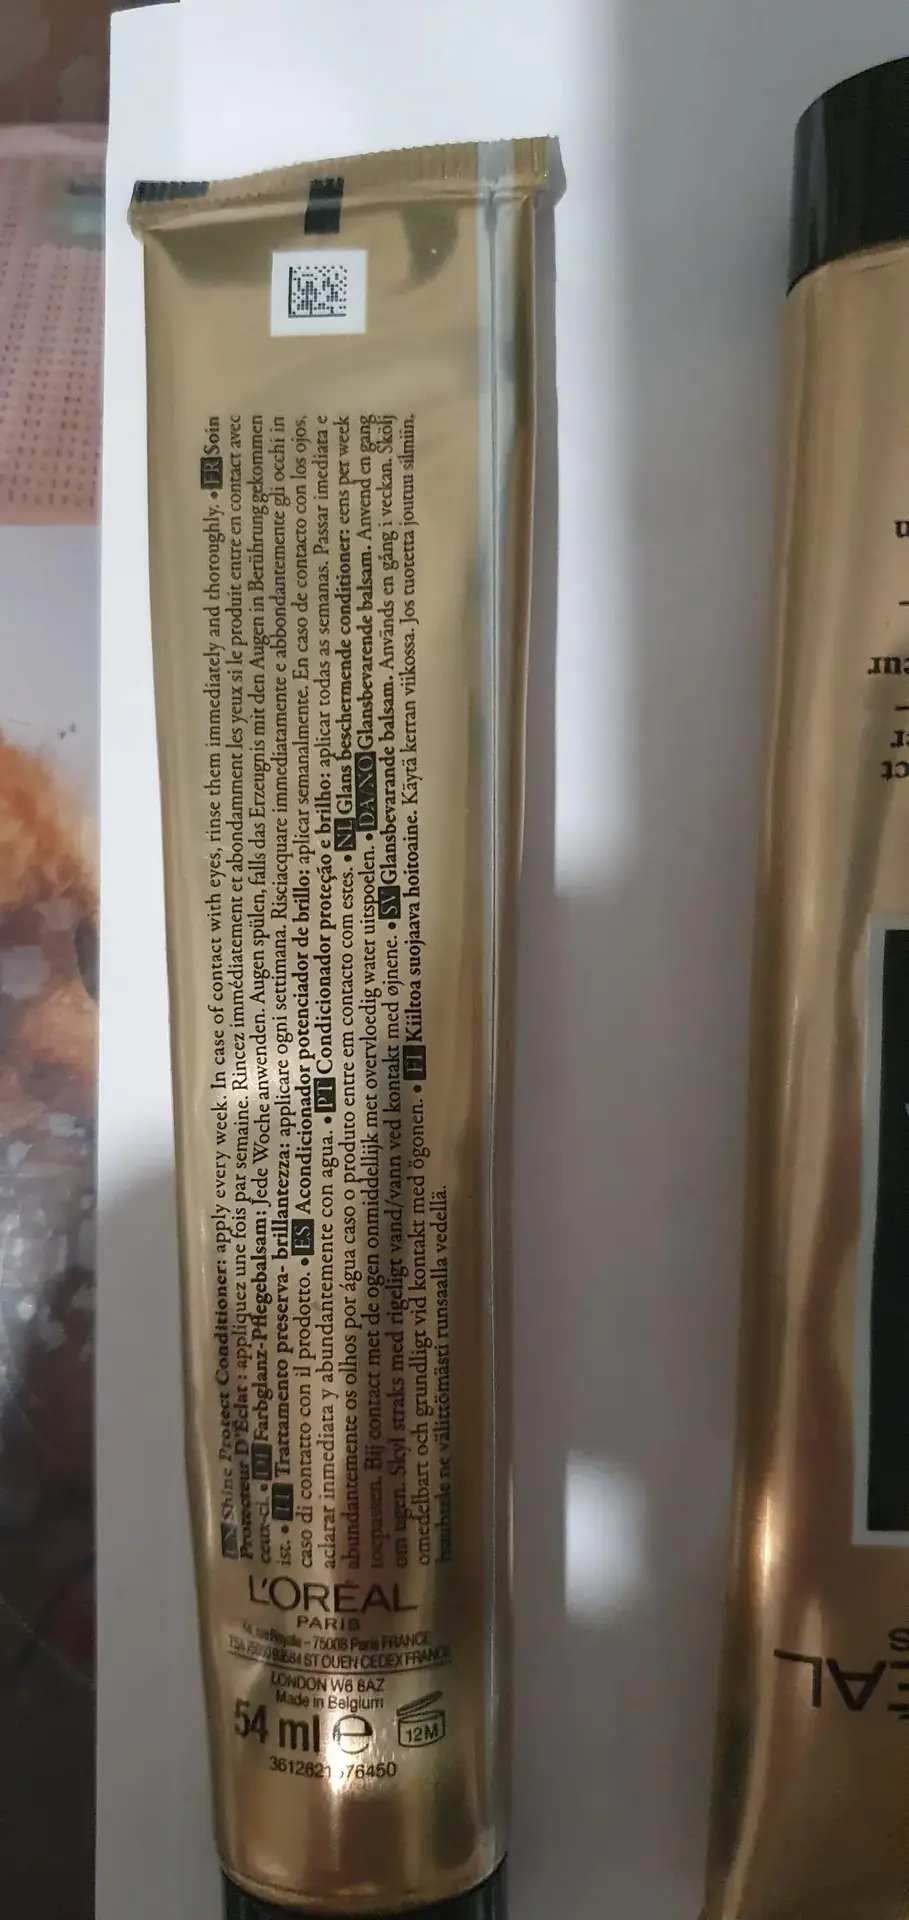 EN Shine Protect Conditioner: apply every week. In case of contact with eyes, rinse them immediately and thoroughly. • FR Soin
Protecteur D'Éclat : appliquez une fois par semaine. Rincez immédiatement et abondamment les yeux si le produit entre en contact avec
ceux-ci. • DE Farbglanz-Pflegebalsam: Jede Woche anwenden. Augen spülen, falls das Erzeugnis mit den Augen in Berührung gekommen
ist. • IT Trattamento preserva- brillantezza: applicare ogni settimana. Risciacquare immediatamente e abbondantemente gli occhi in
caso di contatto con il prodotto. • ES Acondicionador potenciador de brillo: aplicar semanalmente. En caso de contacto con los ojos,
aclarar inmediata y abundantemente con agua. • PT Condicionador proteção e brilho: aplicar todas as semanas. Passar imediata e
abundantemente os olhos por água caso o produto entre em contacto com estes. • NL Glans beschermende conditioner: eens per week
toepassen. Bij contact met de ogen onmiddellijk met overvloedig water uitspoelen. • DA/NO Glansbevarende balsam. Anvend en gang
om ugen. Skyl straks med rigeligt vand/vann ved kontakt med øjnene. • SV Glansbevarande balsam. Används en gång i veckan. Skölj
omedelbart och grundligt vid kontakt med ögonen. • FI Kiiltoa suojaava hoitoaine. Käytä kerran viikossa. Jos tuotetta joutuu silmiin,
huuhtele ne välittömästi runsaalla vedellä.
L'ORÉAL
PARIS
14, rue Royale - 75008 Paris FRANCE
ST OUEN CEDEX FRANCE
LONDON W6 8AZ
Made in Belgium
54 ml e
12M
3612621 76450